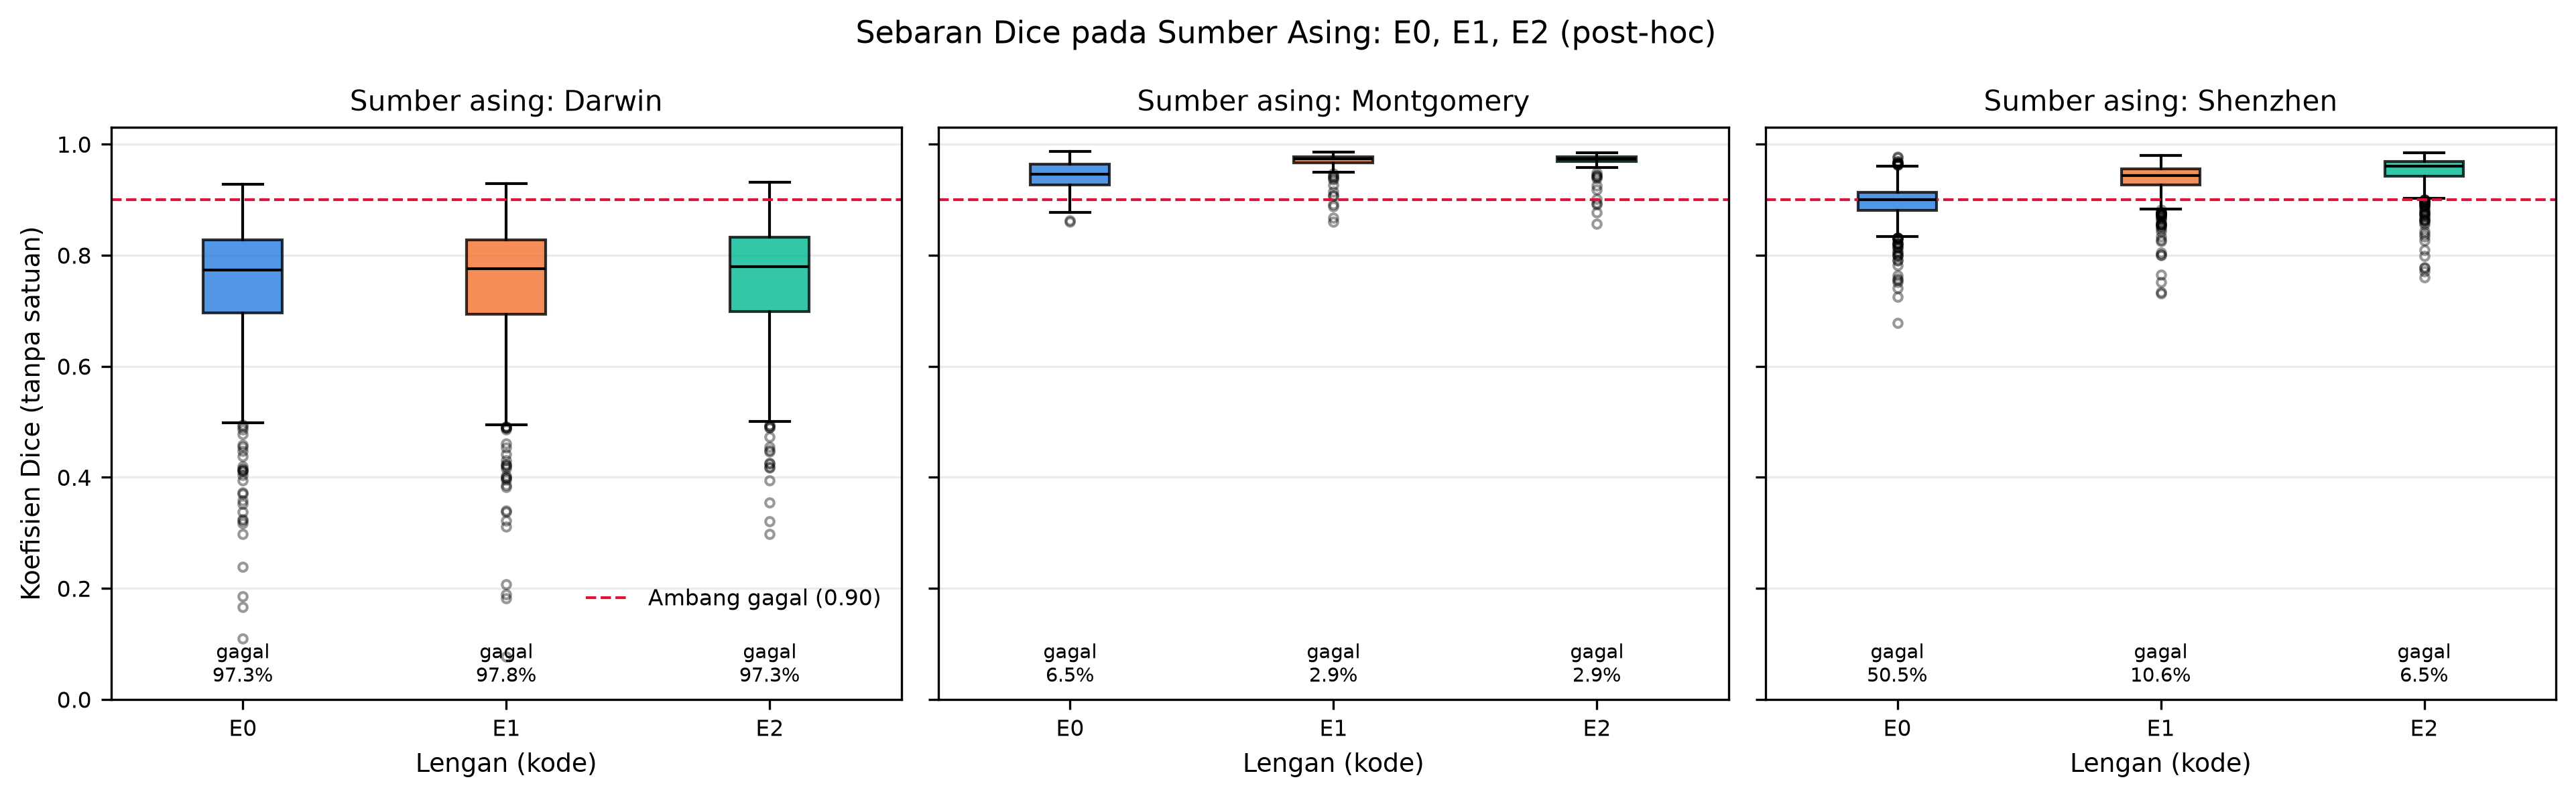 Sebaran Dice pada Sumber Asing: E0, E1, E2 (post-hoc)
Sumber asing: Darwin
Sumber asing: Montgomery
Sumber asing: Shenzhen
Koefisien Dice (tanpa satuan)
1.0
0.8
0.6
0.4
0.2
0.0
Ambang gagal (0.90)
gagal
97.3%
gagal
97.8%
gagal
97.3%
gagal
6.5%
gagal
2.9%
gagal
2.9%
gagal
50.5%
gagal
10.6%
gagal
6.5%
E0 E1 E2
E0 E1 E2
E0 E1 E2
Lengan (kode)
Lengan (kode)
Lengan (kode)